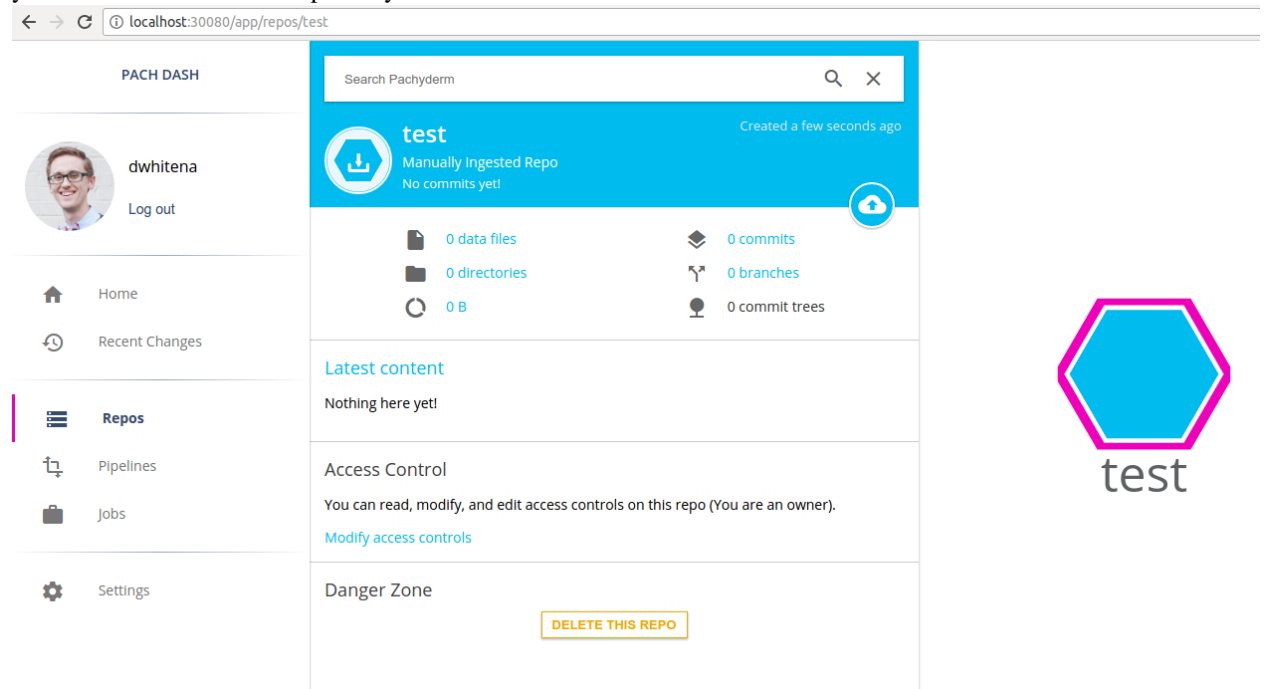 localhost:30080/app/repos/test
PACH DASH
dwhitena
Log out
Home
Recent Changes
Repos
Pipelines
Jobs
Settings
Search Pachyderm
Created a few seconds ago
test
Manually Ingested Repo
No commits yet!
0 data files
0 commits
0 directories
0 branches
0 B
0 commit trees
Latest content
Nothing here yet!
Access Control
You can read, modify, and edit access controls on this repo (You are an owner).
Modify access controls
Danger Zone
DELETE THIS REPO
test